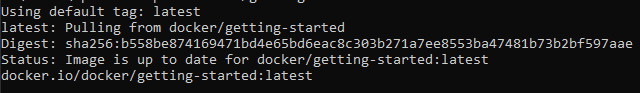 Using default tag: latest
latest: Pulling from docker/getting-started
Digest: sha256:b558be874169471bd4e65bd6eac8c303b271a7ee8553ba47481b73b2bf597aae
Status: Image is up to date for docker/getting-started:latest
docker.io/docker/getting-started:latest